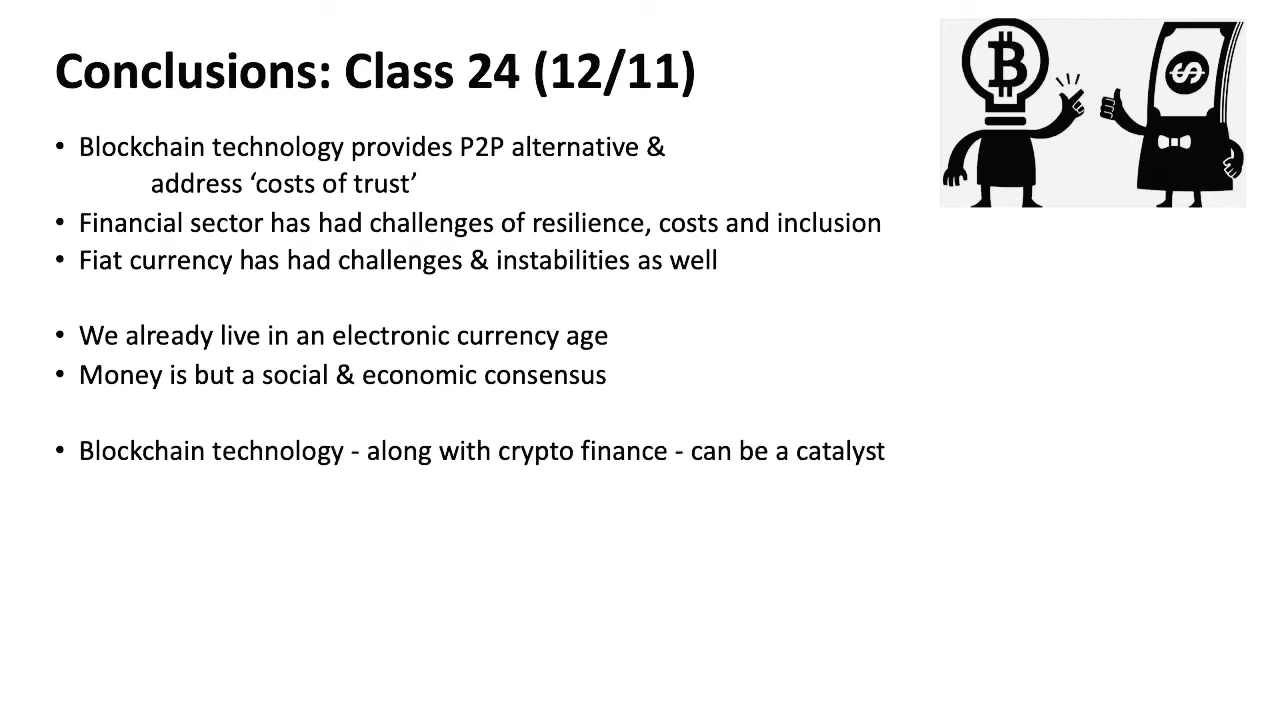 Conclusions: Class 24 (12/11)
• Blockchain technology provides P2P alternative &
address ‘costs of trust’
• Financial sector has had challenges of resilience, costs and inclusion
• Fiat currency has had challenges & instabilities as well
• We already live in an electronic currency age
• Money is but a social & economic consensus
• Blockchain technology - along with crypto finance - can be a catalyst